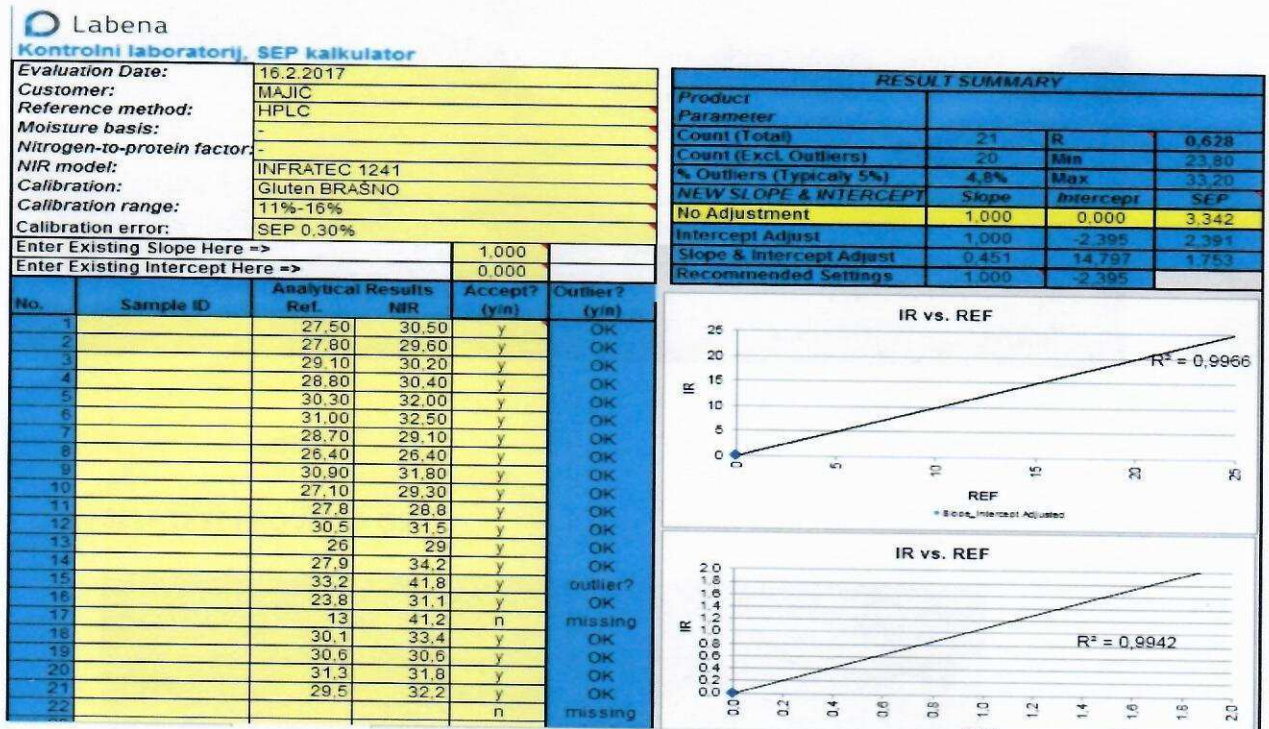 Labena
Kontrolni laboratorij, SEP kalkulator
Evaluation Date: 16.2.2017
Customer: MAJIC
Reference method: HPLC
Moisture basis: -
Nitrogen-to-protein factor: -
NIR model: INFRATEC 1241
Calibration: Gluten BRAŠNO
Calibration range: 11%-16%
Calibration error: SEP 0,30%
Enter Existing Slope Here => 1,000
Enter Existing Intercept Here => 0,000
No. Sample ID Analytical Results Accept? Outlier?
Ref. NIR (y/n) (y/n)
1 27,50 30,50 y OK
2 27,80 29,60 y OK
3 29,10 30,20 y OK
4 28,80 30,40 y OK
5 30,30 32,00 y OK
6 31,00 32,50 y OK
7 28,70 29,10 y OK
8 26,40 26,40 y OK
9 30,90 31,80 y OK
10 27,10 29,30 y OK
11 27,8 28,8 y OK
12 30,5 31,5 y OK
13 26 29 y OK
14 27,9 34,2 y OK
15 33,2 41,8 y outlier?
16 23,8 31,1 y OK
17 13 41,2 n missing
18 30,1 33,4 y OK
19 30,6 30,6 y OK
20 31,3 31,8 y OK
21 29,5 32,2 y OK
22 n missing
RESULT SUMMARY
Product
Parameter
Count (Total) 21 R 0,628
Count (Excl. Outliers) 20 Min 23,80
% Outliers (Typicaly 5%) 4,8% Max 33,20
NEW SLOPE & INTERCEPT Slope Intercept SEP
No Adjustment 1,000 0,000 3,342
Intercept Adjust 1,000 -2,395 2,391
Slope & Intercept Adjust 0,451 14,797 1,753
Recommended Settings 1,000 -2,395
IR vs. REF
25
20
15
10
5
0
IR
R² = 0,9966
0 5 10 15 20 25
REF
Slope_Intercept Adjusted
IR vs. REF
2.0
1.8
1.6
1.4
1.2
1.0
0.8
0.6
0.4
0.2
0.0
IR
R² = 0,9942
0.0 0.2 0.4 0.6 0.8 1.0 1.2 1.4 1.6 1.8 2.0